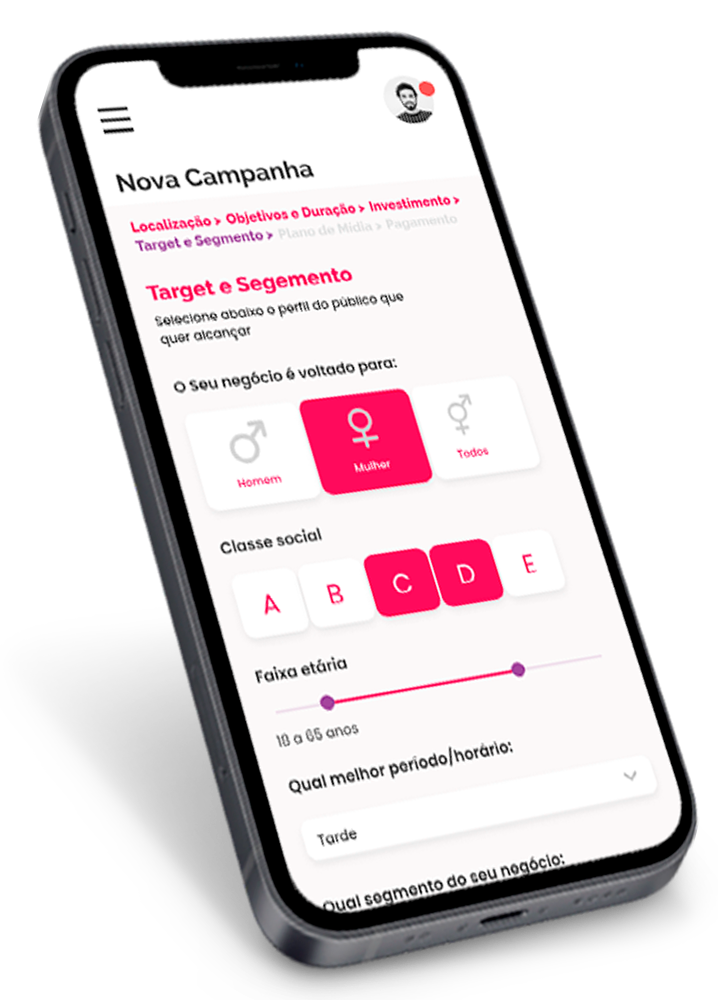 Nova Campanha
Localização > Objetivos e Duração > Investimento >
Target e Segmento > Plano de Mídia > Pagamento
Target e Segemento
Selecione abaixo o perfil do público que
quer alcançar
O Seu negócio é voltado para:
Homem Mulher Todos
Classe social
A B C D E
Faixa etária
18 a 65 anos
Qual melhor período/horário:
Tarde
Qual segmento do seu negócio: